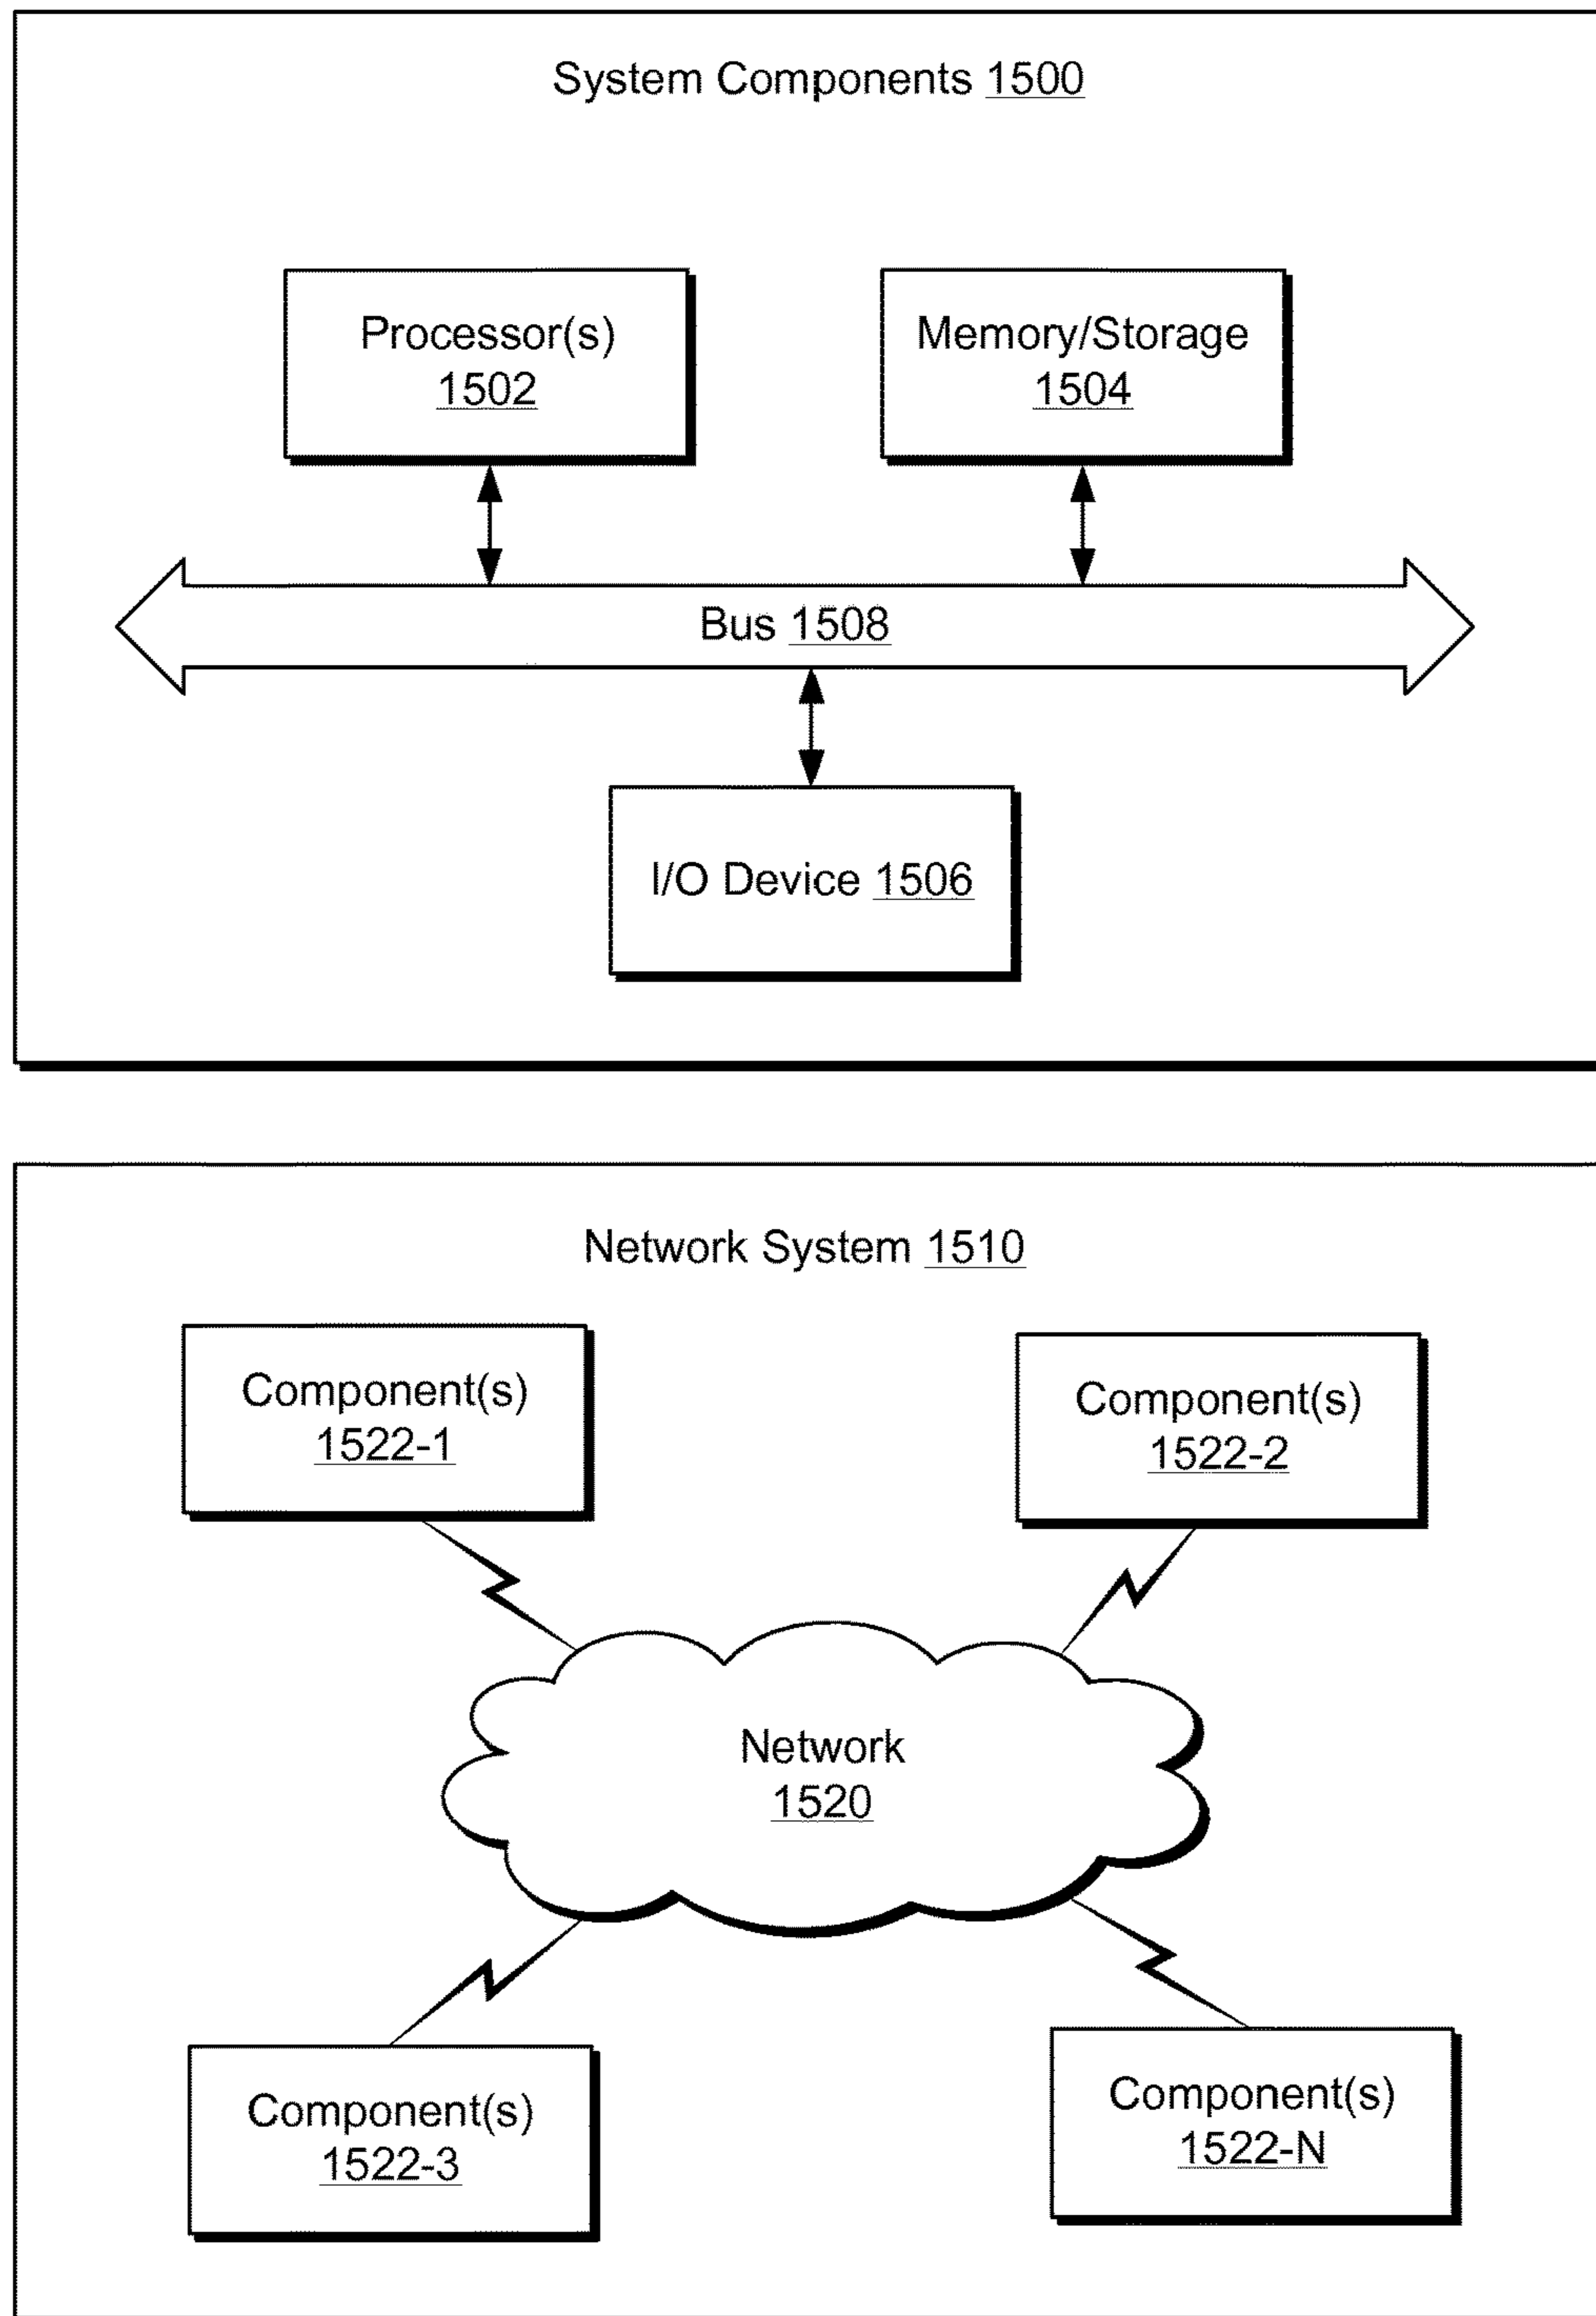 System Components 1500
Processor(s)
1502
Memory/Storage
1504
Bus 1508
I/O Device 1506
Network System 1510
Component(s)
1522-1
Component(s)
1522-2
Network
1520
Component(s)
1522-3
Component(s)
1522-N